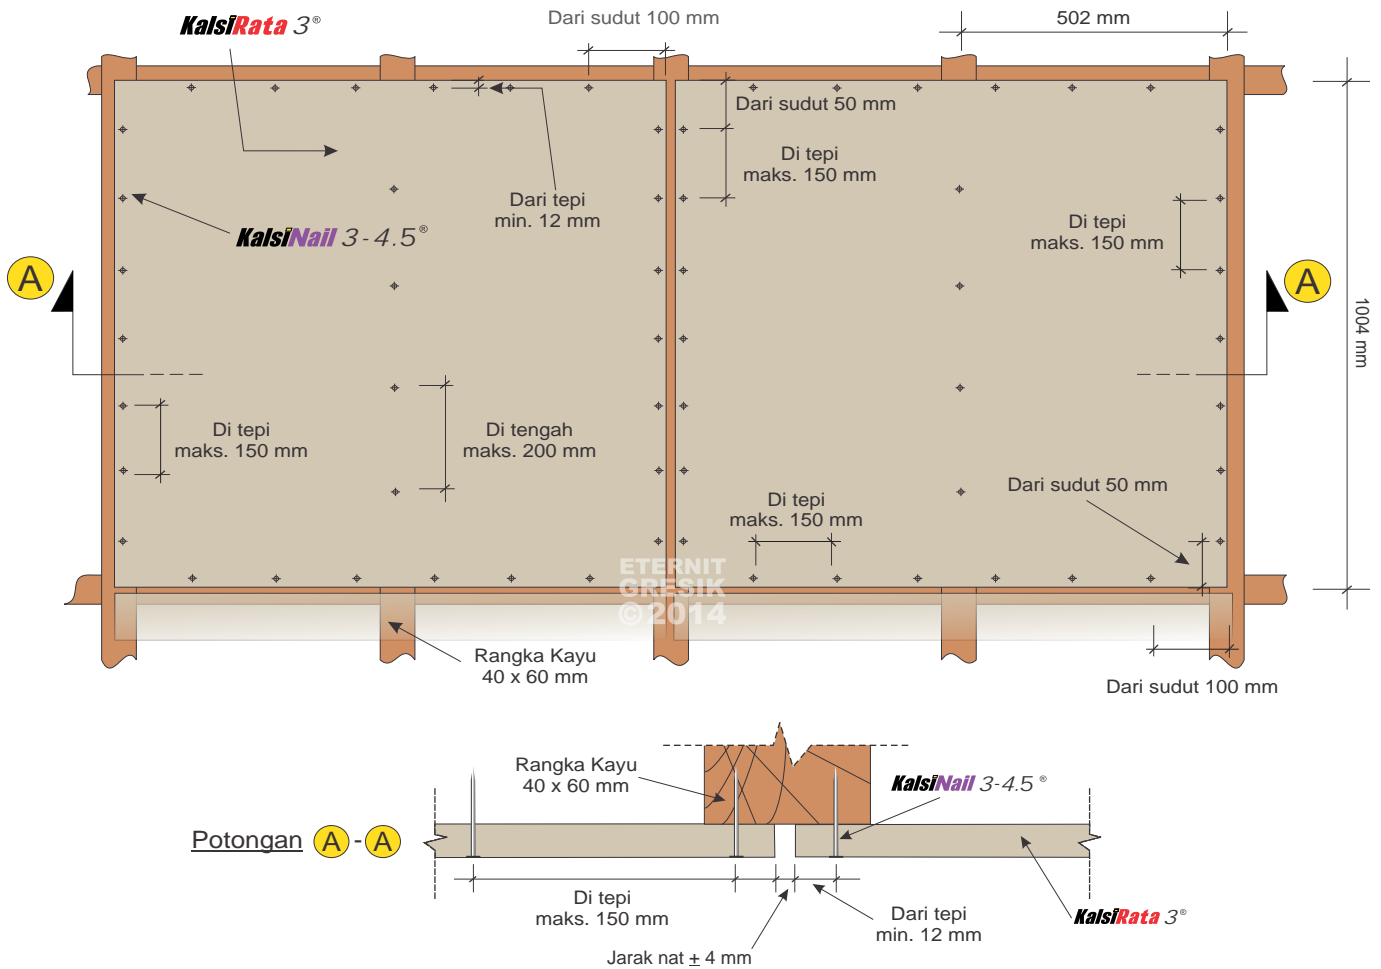 KalsiRata 3®
Dari sudut 100 mm
502 mm
Dari sudut 50 mm
Di tepi
maks. 150 mm
Dari tepi
min. 12 mm
KalsiNail 3-4.5®
Di tepi
maks. 150 mm
A
A
1004 mm
Di tepi
maks. 150 mm
Di tengah
maks. 200 mm
Di tepi
maks. 150 mm
Dari sudut 50 mm
ETERNIT
GRESIK
©2014
Rangka Kayu
40 x 60 mm
Dari sudut 100 mm
Rangka Kayu
40 x 60 mm
KalsiNail 3-4.5®
Potongan A - A
Di tepi
maks. 150 mm
Dari tepi
min. 12 mm
KalsiRata 3®
Jarak nat ± 4 mm